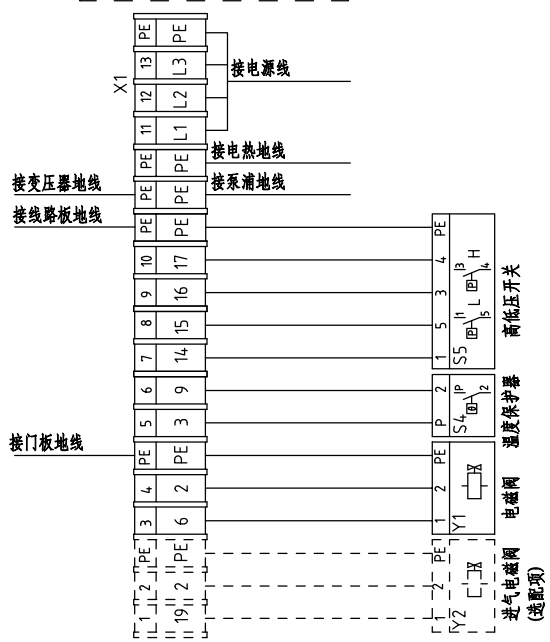 X1
PE PE
13 L3
12 L2
11 L1
接电源线
PE PE
接电热地线
接变压器地线
PE PE
接泵浦地线
接线路板地线
PE PE
PE
10 17
4
9 16
3
8 15
5
7 14
1
S5
P 1 5 L
P 3 4 H
高低压开关
6 9
2
5 3
P
S4
θ P 2
温度保护器
接门板地线
PE PE
PE
4 2
2
3 6
1
Y1
电磁阀
PE PE
PE
2 2
2
1 19
1
Y2
进气电磁阀
(选配项)